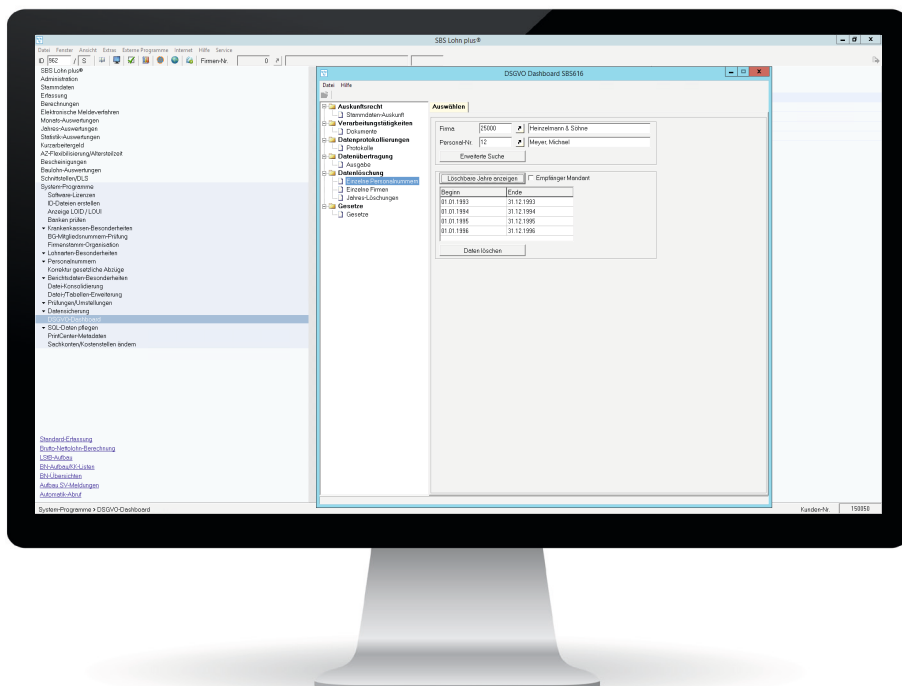 SBS Lohn plus®
Datei Fenster Ansicht Extras Externe Programme Internet Hilfe Service
ID 962 / S Firmen-Nr. 0
SBS Lohn plus®
Administration
Stammdaten
Erfassung
Berechnungen
Elektronische Meldeverfahren
Monats-Auswertungen
Jahres-Auswertungen
Statistik-Auswertungen
Kurzarbeitergeld
AZ-Flexibilisierung/Altersteilzeit
Bescheinigungen
Baulohn-Auswertungen
Schnittstellen/DLS
System-Programme
Software-Lizenzen
ID-Dateien erstellen
Anzeige LOID / LOUI
Banken prüfen
Krankenkassen-Besonderheiten
BG-Mitgliedsnummern-Prüfung
Firmenstamm-Organisation
Lohnarten-Besonderheiten
Personalnummern
Korrektur gesetzliche Abzüge
Berichtsdaten-Besonderheiten
Datei-Konsolidierung
Datei-/Tabellen-Erweiterung
Prüfungen/Umstellungen
Datensicherung
DSGVO-Dashboard
SQL-Daten pflegen
PrintCenter-Metadaten
Sachkonten/Kostenstellen ändern
Standard-Erfassung
Brutto-Nettolohn-Berechnung
LStB-Aufbau
BN-Aufbau/KK-Listen
BN-Übersichten
Aufbau SV-Meldungen
Automatik-Abruf
System-Programme > DSGVO-Dashboard
Kunden-Nr. 150050
DSGVO Dashboard SBS616
Datei Hilfe
Auskunftsrecht
Stammdaten-Auskunft
Verarbeitungstätigkeiten
Dokumente
Datenprotokollierungen
Protokolle
Datenübertragung
Ausgabe
Datenlöschung
Einzelne Personalnummern
Einzelne Firmen
Jahres-Löschungen
Gesetze
Gesetze
Auswählen
Firma 25000 Heinzelmann & Söhne
Personal-Nr. 12 Meyer, Michael
Erweiterte Suche
Löschbare Jahre anzeigen Empfänger Mandant
Beginn Ende
01.01.1993 31.12.1993
01.01.1994 31.12.1994
01.01.1995 31.12.1995
01.01.1996 31.12.1996
Daten löschen